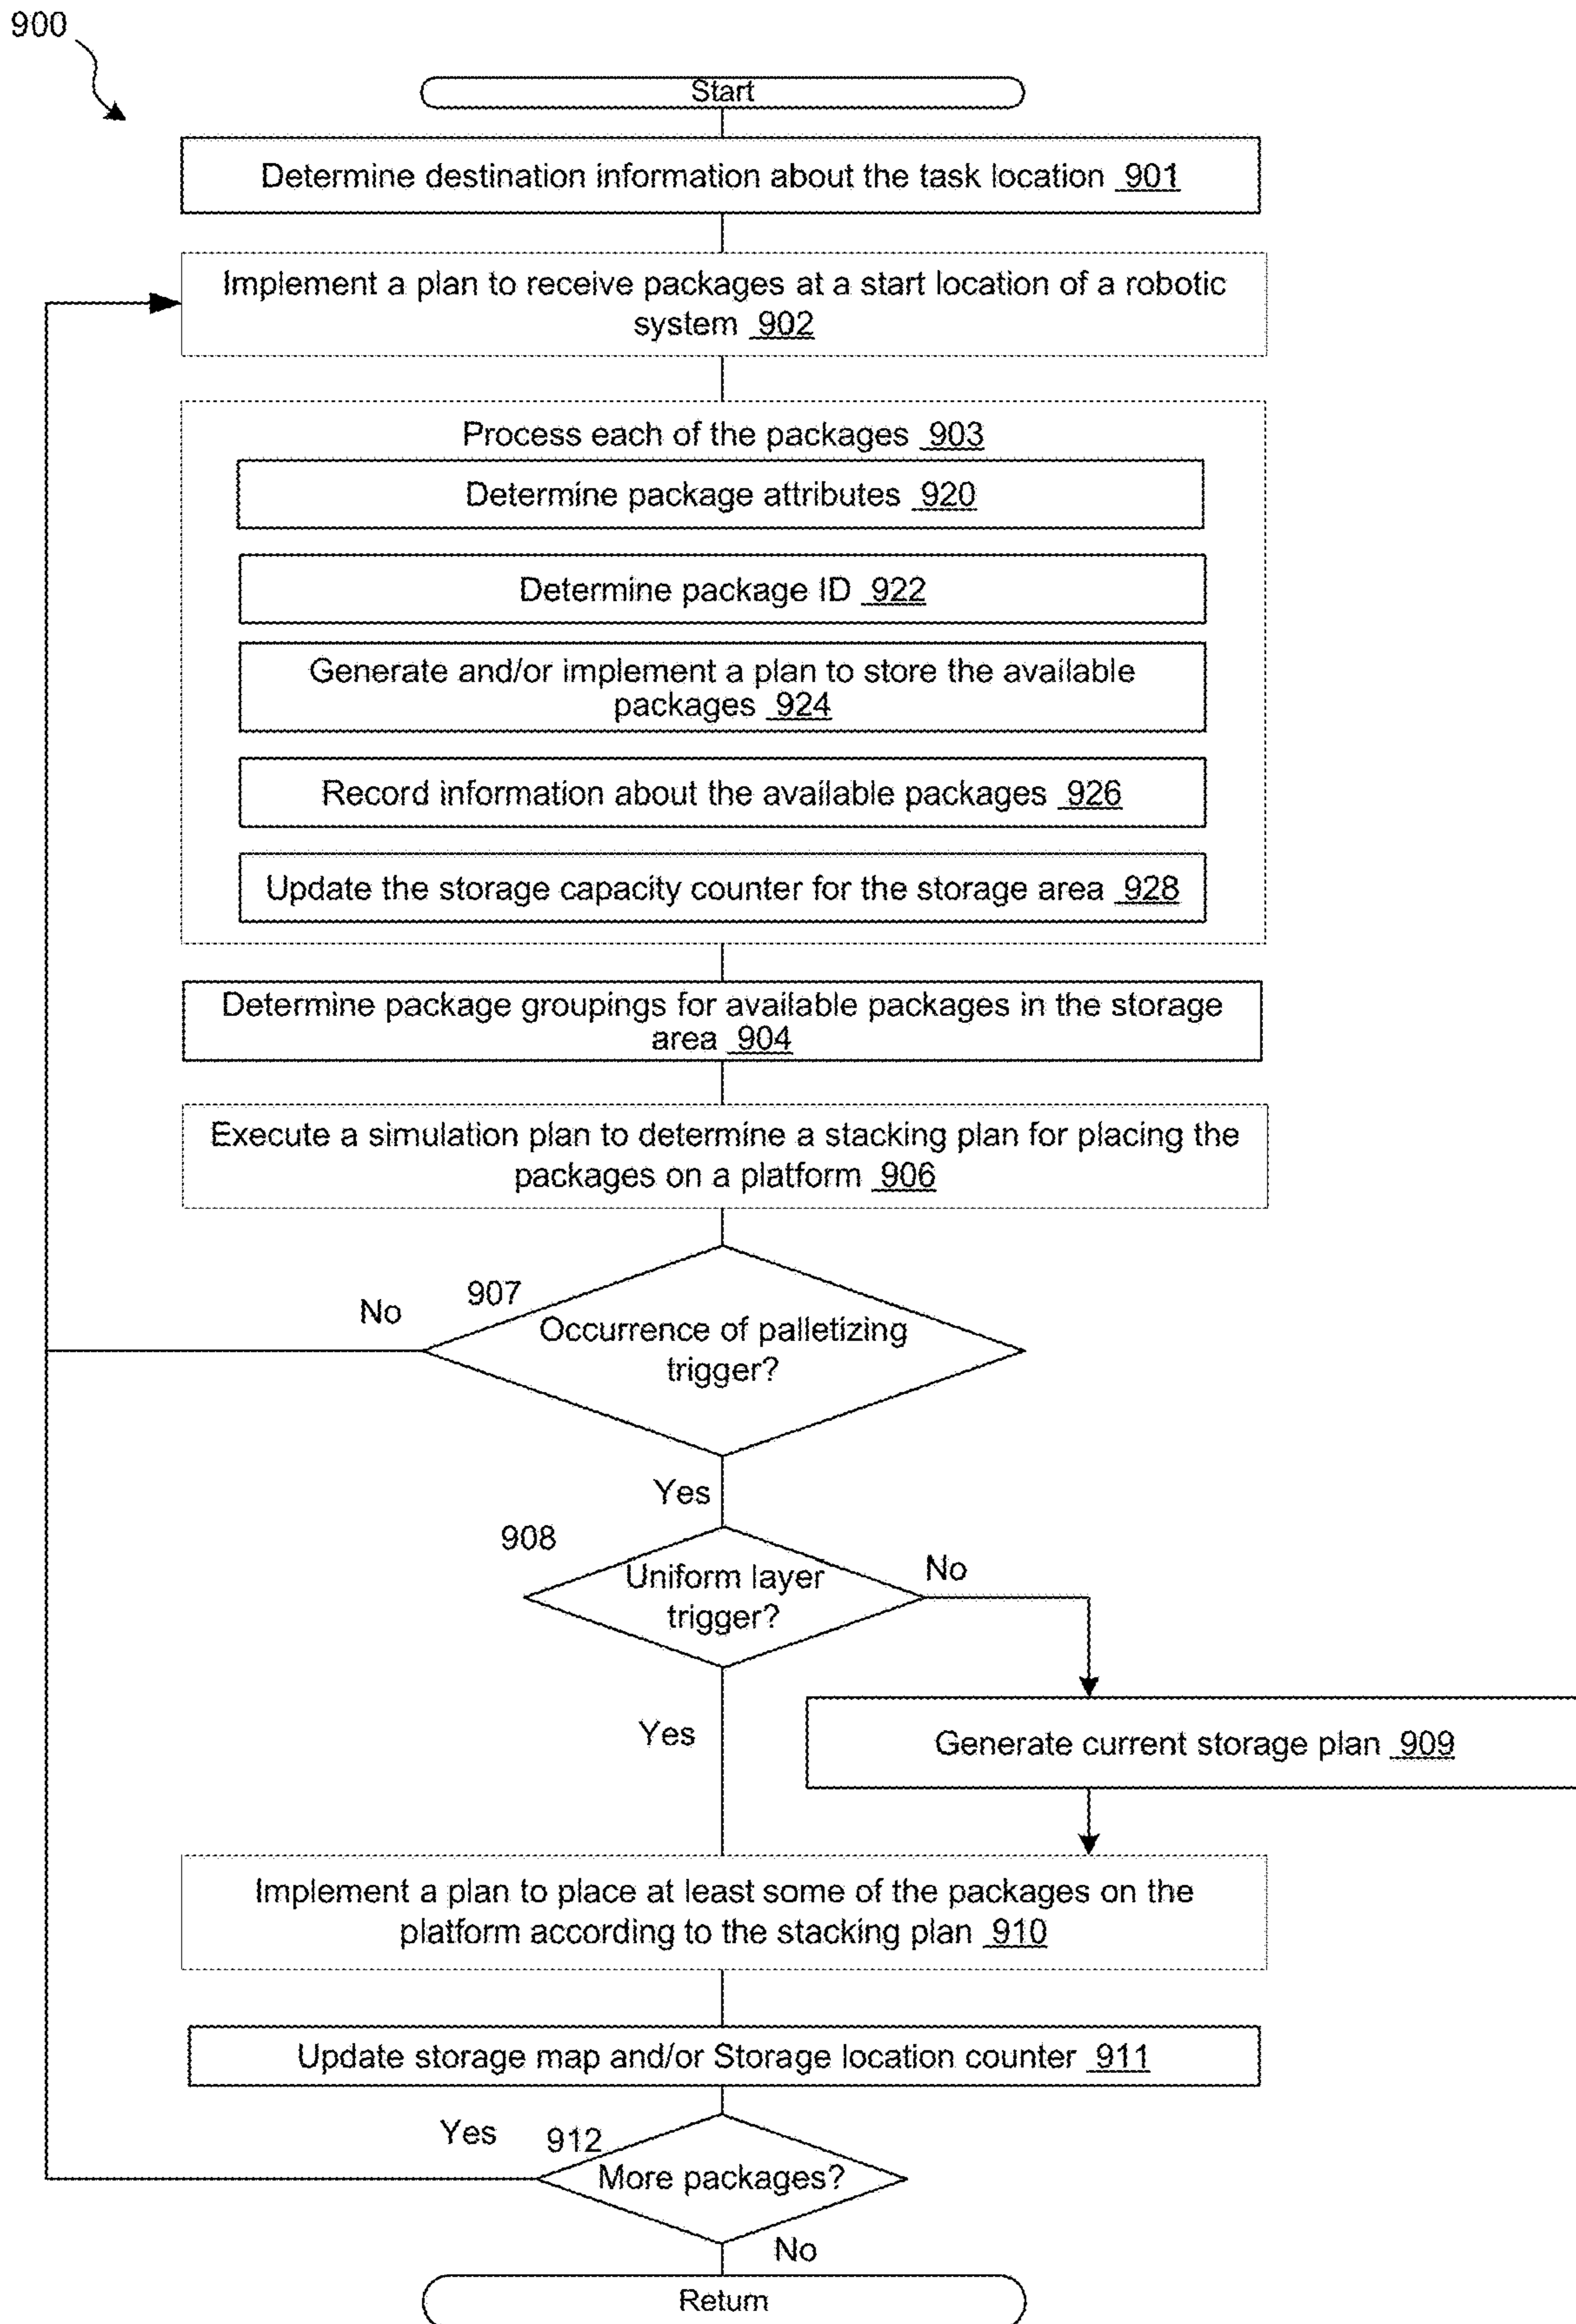 900
Start
Determine destination information about the task location 901
Implement a plan to receive packages at a start location of a robotic
system 902
Process each of the packages 903
Determine package attributes 920
Determine package ID 922
Generate and/or implement a plan to store the available
packages 924
Record information about the available packages 926
Update the storage capacity counter for the storage area 928
Determine package groupings for available packages in the storage
area 904
Execute a simulation plan to determine a stacking plan for placing the
packages on a platform 906
907
No
Occurrence of palletizing
trigger?
Yes
908
No
Uniform layer
trigger?
Yes
Generate current storage plan 909
Implement a plan to place at least some of the packages on the
platform according to the stacking plan 910
Update storage map and/or Storage location counter 911
Yes
912
More packages?
No
Return